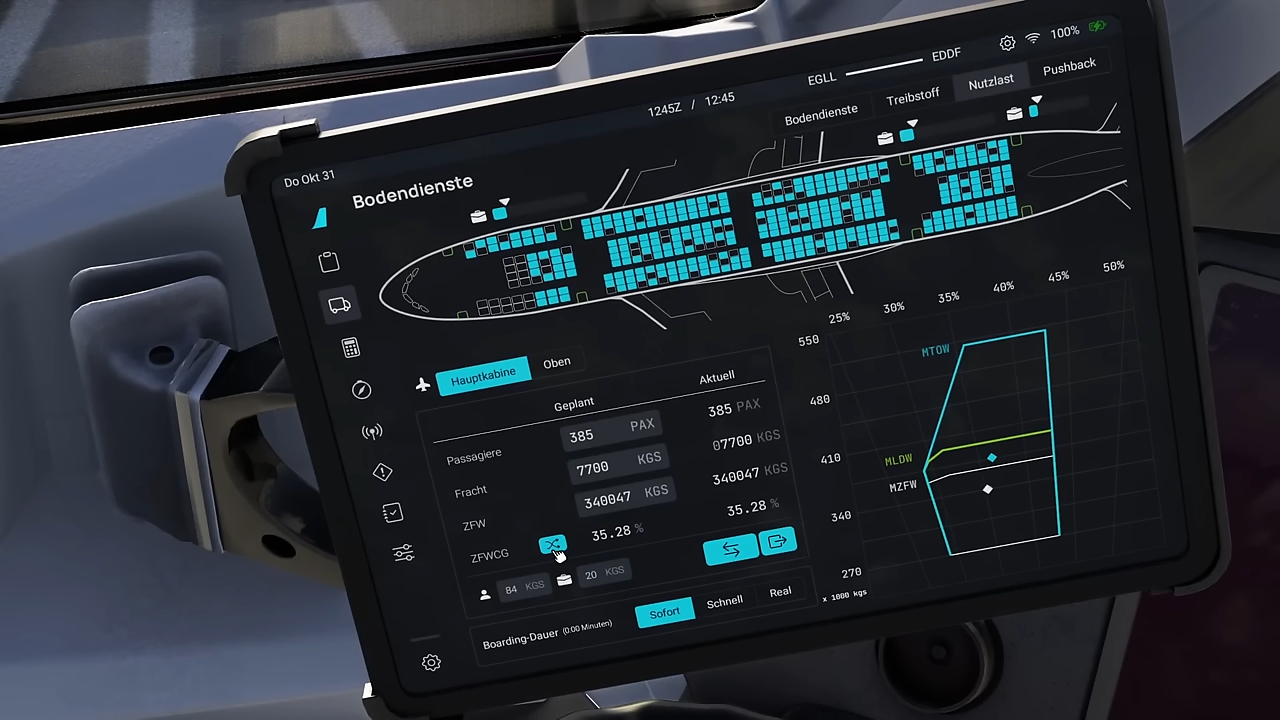 Do Okt 31
1245Z / 12:45
EGLL
EDDF
100%
Bodendienste
Bodendienste
Treibstoff
Nutzlast
Pushback
Hauptkabine
Oben
Geplant
Aktuell
Passagiere
385 PAX
385 PAX
Fracht
7700 KGS
07700 KGS
ZFW
340047 KGS
340047 KGS
ZFWCG
35.28 %
35.28 %
84 KGS
20 KGS
Boarding-Dauer (0:00 Minuten)
Sofort
Schnell
Real
25%
30%
35%
40%
45%
50%
550
480
410
340
270
x 1000 kgs
MTOW
MLDW
MZFW